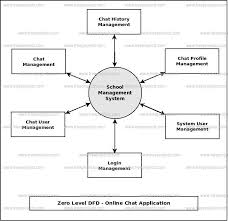 Chat History
Management
Chat
Management
Chat Profile
Management
School
Management
System
Chat User
Management
System User
Management
Login
Management
Zero Level DFD - Online Chat Application